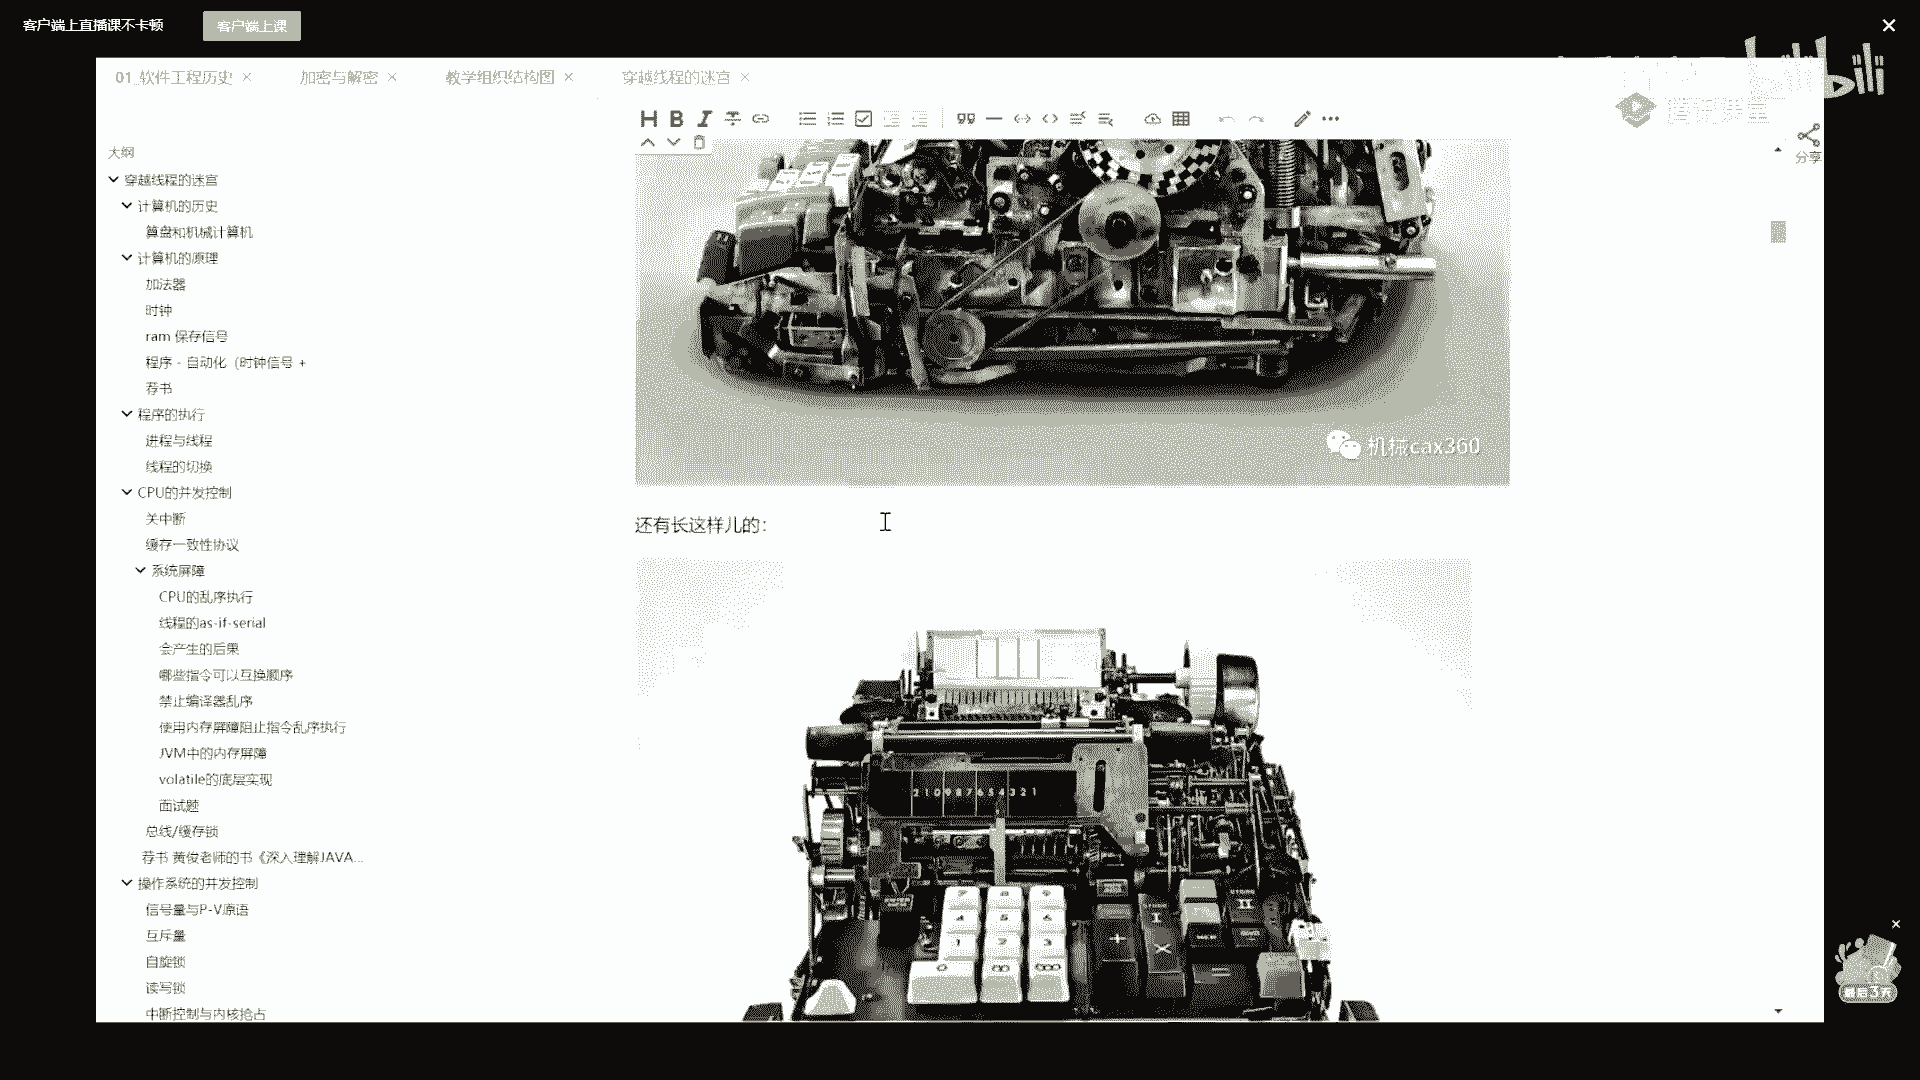 客户端上直播课不卡顿
客户端上课
bilibili
01_软件工程历史
加密与解密
教学组织结构图
穿越线程的迷宫
腾讯课堂
分享
大纲
穿越线程的迷宫
计算机的历史
算盘和机械计算机
计算机的原理
加法器
时钟
ram 保存信号
程序 - 自动化（时钟信号 +
荐书
程序的执行
进程与线程
线程的切换
CPU的并发控制
关中断
缓存一致性协议
系统屏障
CPU的乱序执行
线程的as-if-serial
会产生的后果
哪些指令可以互换顺序
禁止编译器乱序
使用内存屏障阻止指令乱序执行
JVM中的内存屏障
volatile的底层实现
面试题
总线/缓存锁
荐书 黄俊老师的书《深入理解JAVA...
操作系统的并发控制
信号量与P-V原语
互斥量
自旋锁
读写锁
中断控制与内核抢占
机械cax360
还有长这样儿的：
210987654321
7 8 9
4 5 6
1 2 3
0 00 000
+ × I II
最后3天